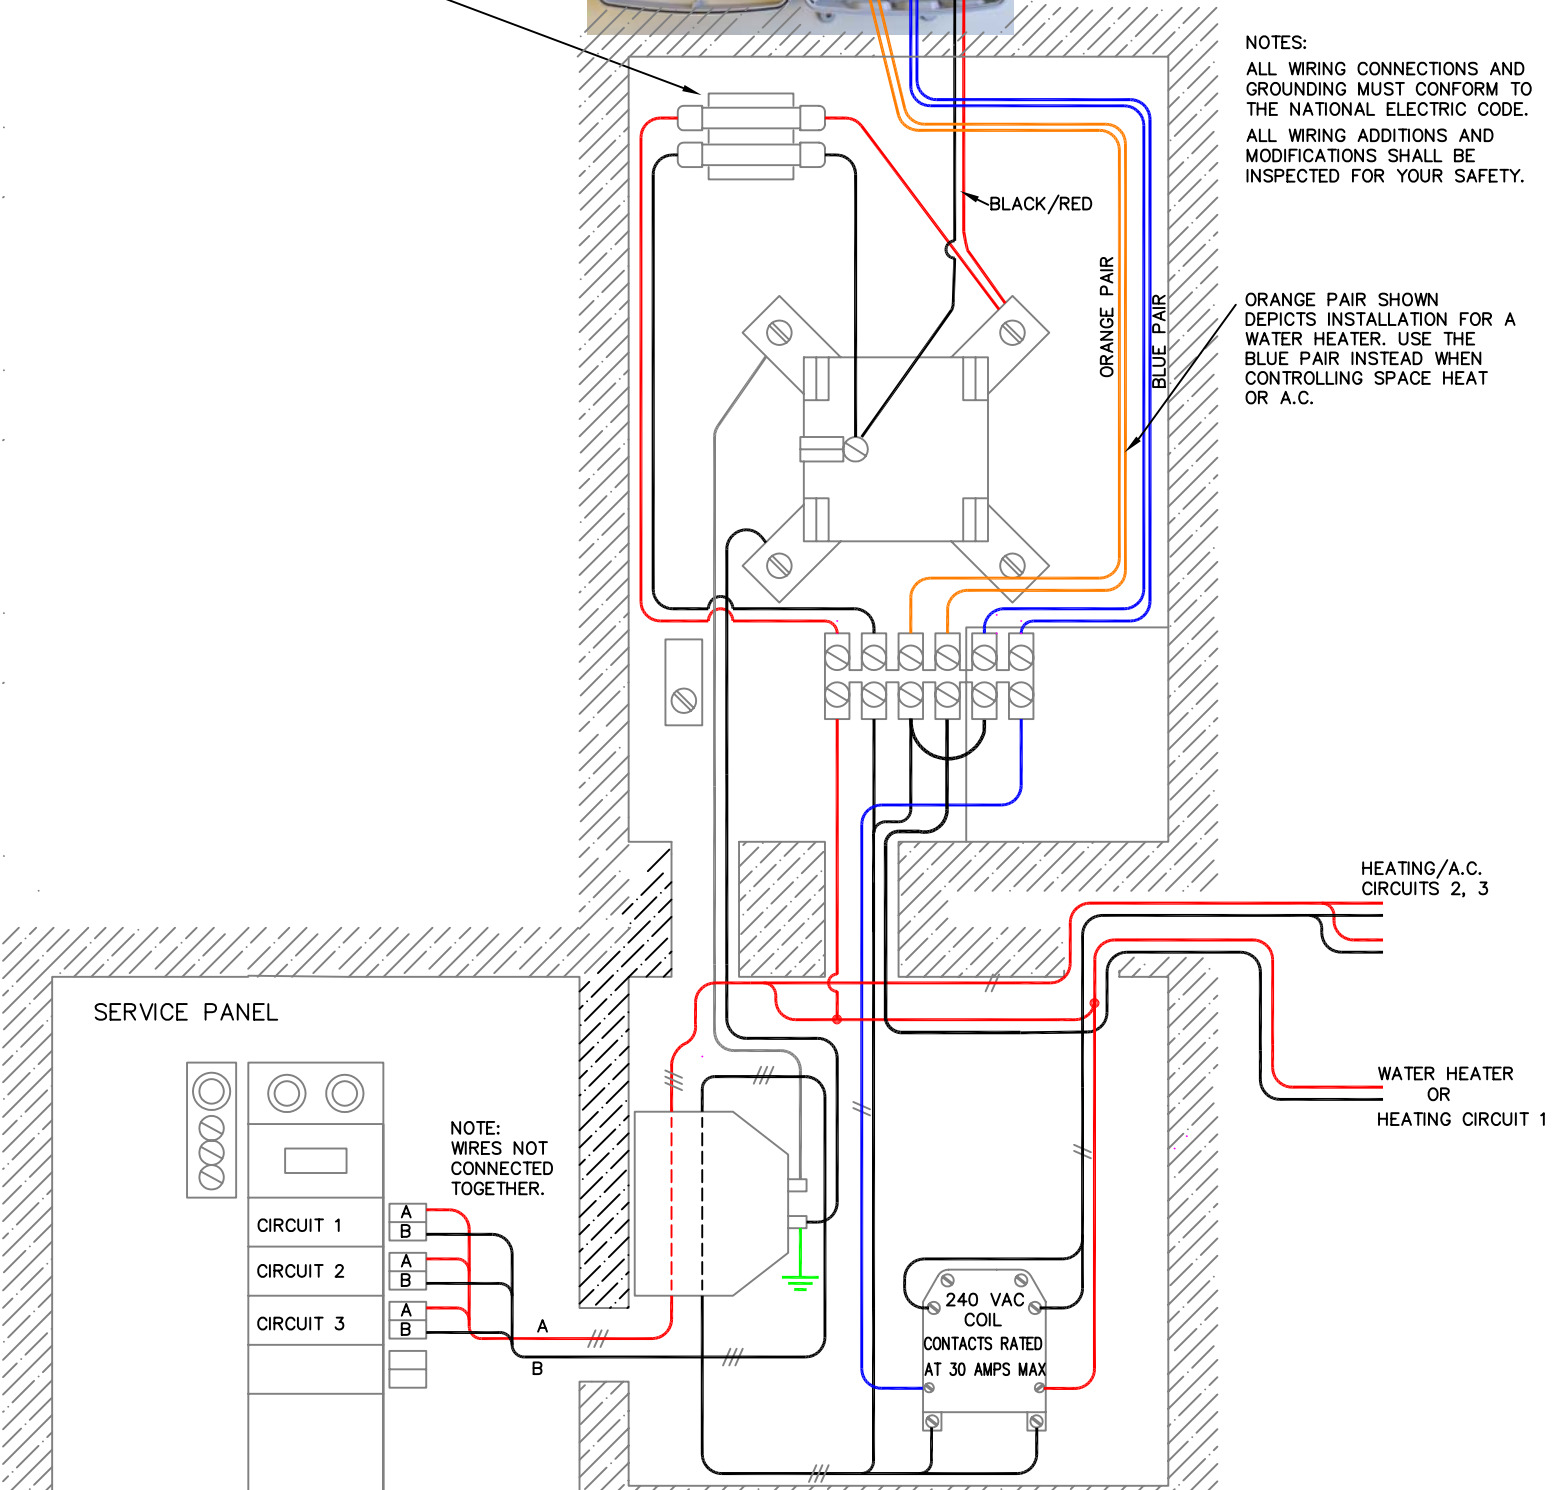 NOTES:
ALL WIRING CONNECTIONS AND
GROUNDING MUST CONFORM TO
THE NATIONAL ELECTRIC CODE.
ALL WIRING ADDITIONS AND
MODIFICATIONS SHALL BE
INSPECTED FOR YOUR SAFETY.
BLACK/RED
ORANGE PAIR
BLUE PAIR
ORANGE PAIR SHOWN
DEPICTS INSTALLATION FOR A
WATER HEATER. USE THE
BLUE PAIR INSTEAD WHEN
CONTROLLING SPACE HEAT
OR A.C.
HEATING/A.C.
CIRCUITS 2, 3
SERVICE PANEL
WATER HEATER
OR
HEATING CIRCUIT 1
NOTE:
WIRES NOT
CONNECTED
TOGETHER.
CIRCUIT 1
A
B
CIRCUIT 2
A
B
CIRCUIT 3
A
B
A
B
240 VAC
COIL
CONTACTS RATED
AT 30 AMPS MAX